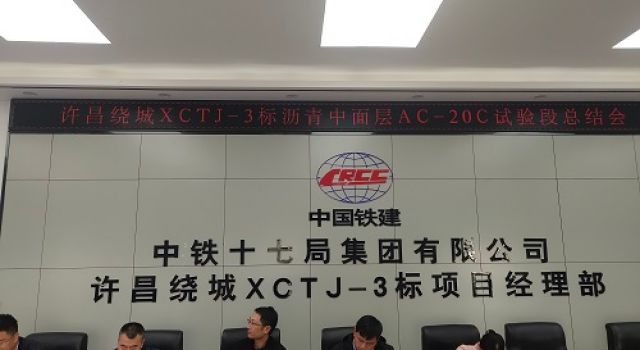 许昌绕城XCTJ-3标沥青中面层AC-20C试验段总结会
CRCC
中国铁建
中铁十七局集团有限公司
许昌绕城XCTJ-3标项目经理部